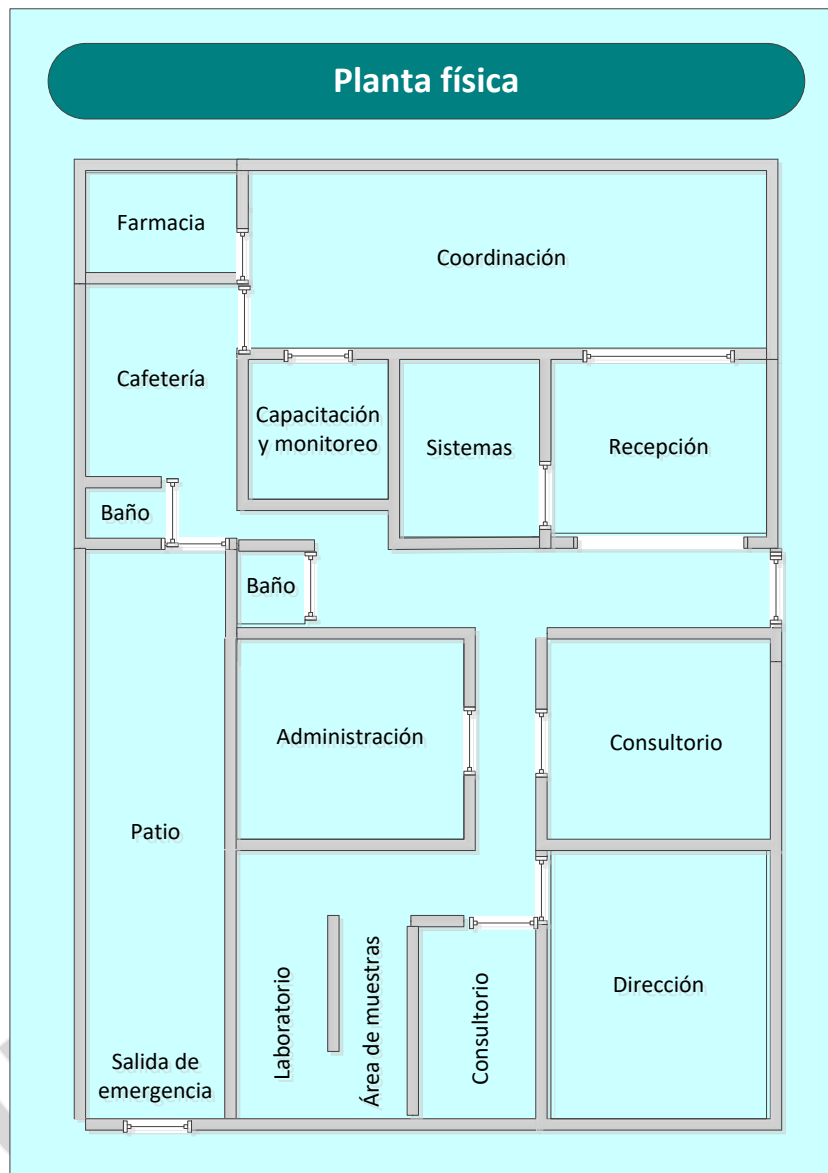 Planta física
Farmacia
Coordinación
Cafetería
Capacitación
y monitoreo
Sistemas
Recepción
Baño
Baño
Administración
Consultorio
Patio
Laboratorio
Área de muestras
Consultorio
Dirección
Salida de
emergencia